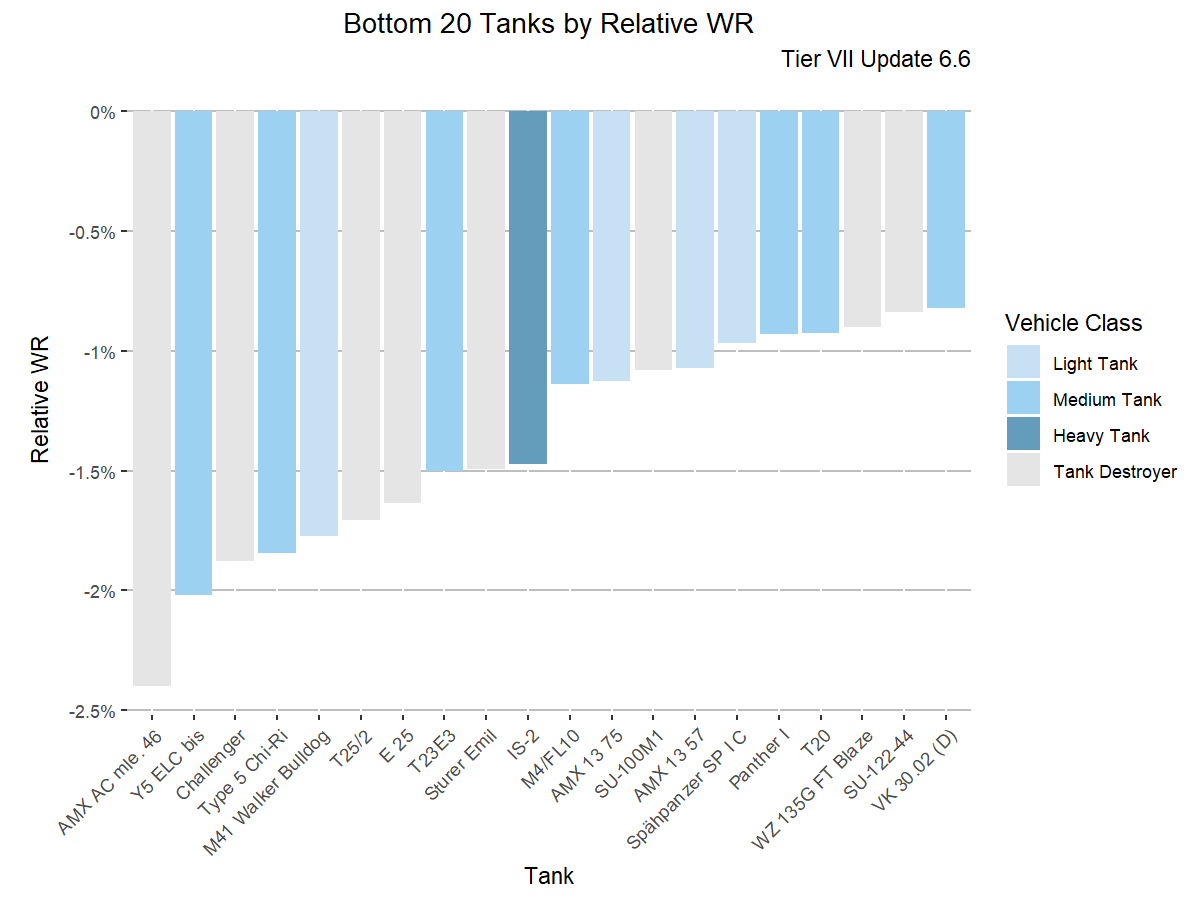 Bottom 20 Tanks by Relative WR
Tier VII Update 6.6
0%
-0.5%
-1%
-1.5%
-2%
-2.5%
Relative WR
AMX AC mle. 46
Y5 ELC bis
Challenger
Type 5 Chi-Ri
M41 Walker Bulldog
T25/2
E 25
T23E3
Sturer Emil
IS-2
M4/FL10
AMX 13 75
SU-100M1
AMX 13 57
Spähpanzer SP I C
Panther I
T20
WZ 135G FT Blaze
SU-122-44
VK 30.02 (D)
Tank
Vehicle Class
Light Tank
Medium Tank
Heavy Tank
Tank Destroyer